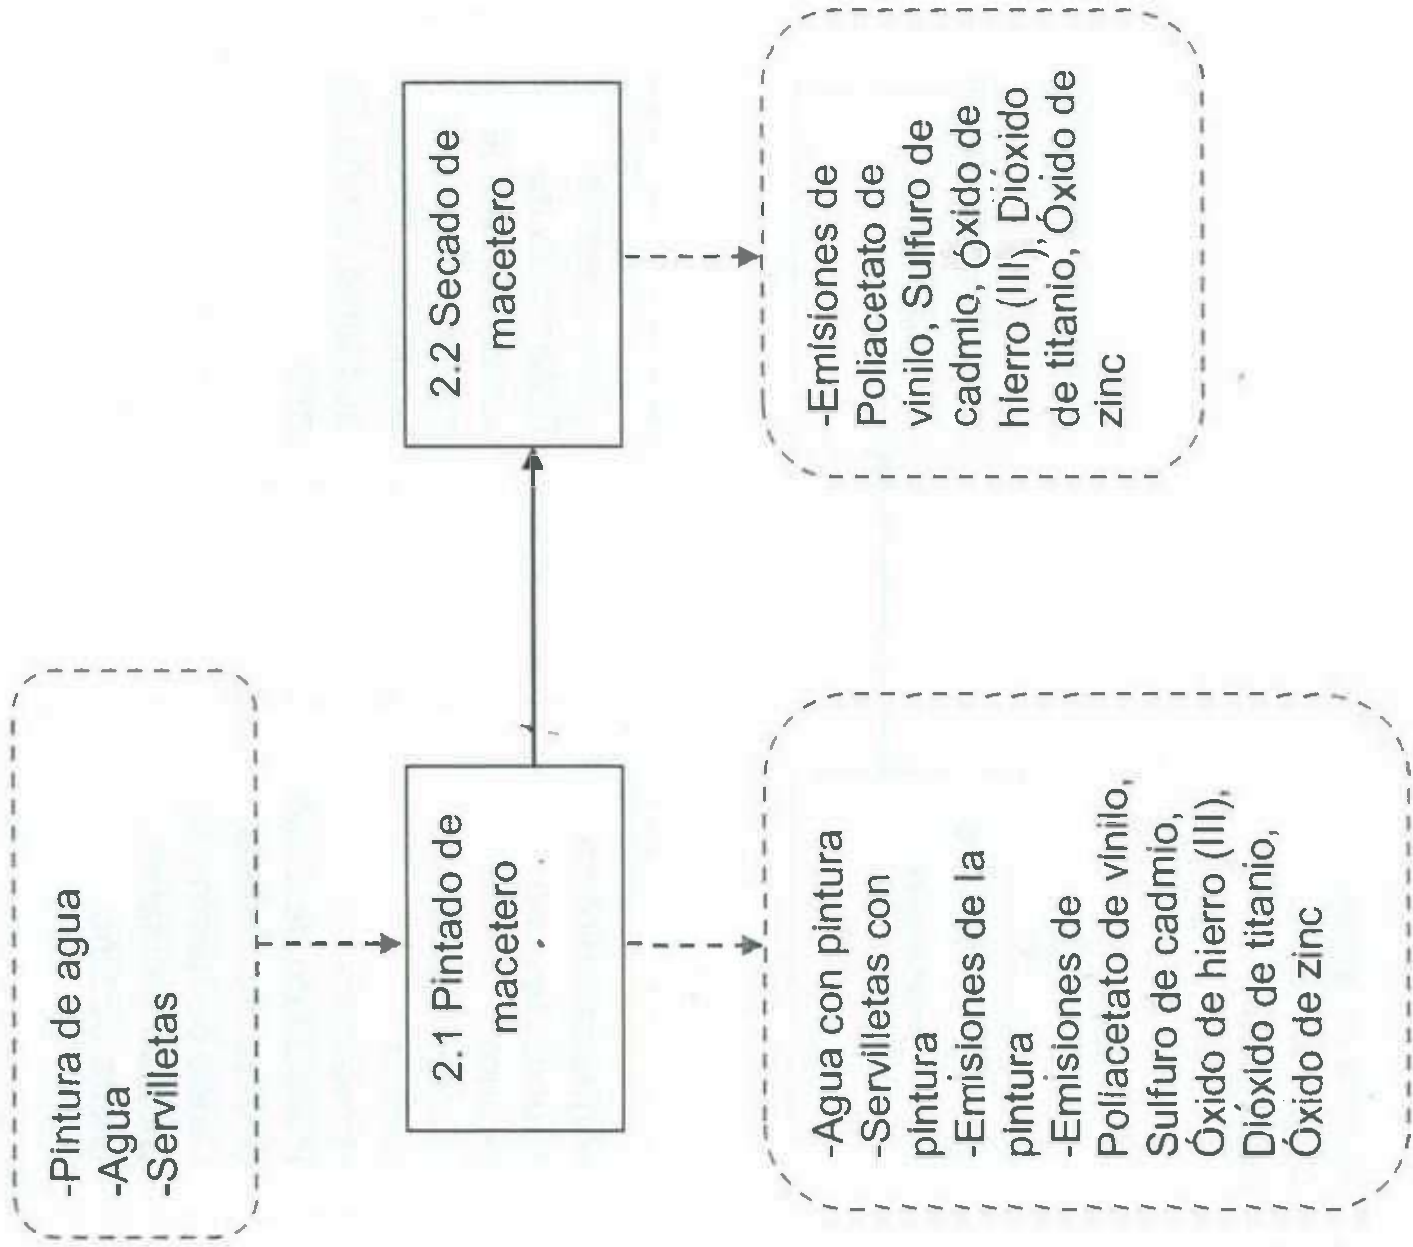 -Pintura de agua
-Agua
-Servilletas
2.1 Pintado de
macetero
2.2 Secado de
macetero
-Agua con pintura
-Servilletas con
pintura
-Emisiones de la
pintura
-Emisiones de
Poliacetato de vinilo,
Sulfuro de cadmio,
Óxido de hierro (III),
Dióxido de titanio,
Óxido de zinc
-Emisiones de
Poliacetato de
vinilo, Sulfuro de
cadmio, Óxido de
hierro (III), Dióxido
de titanio, Óxido de
zinc